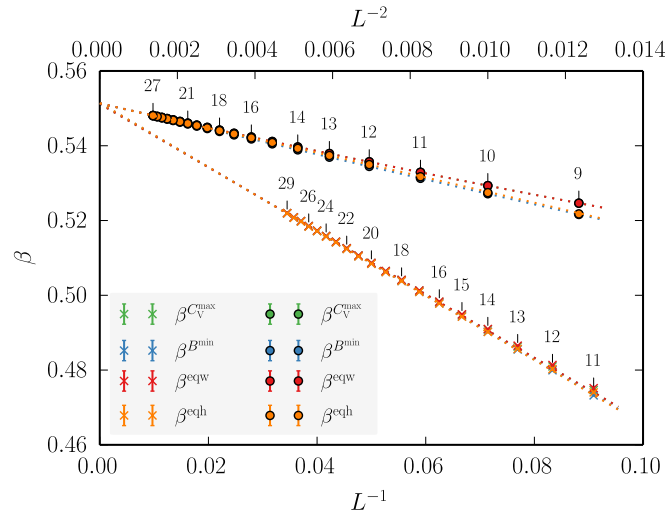 L⁻²
0.000 0.002 0.004 0.006 0.008 0.010 0.012 0.014
0.56
27 21 18 16 14 13 12 11 10 9
0.54
0.52
29 26 24 22 20 18 16 15 14 13 12 11
β
0.50
0.48
0.46
β^{C_V^{max}} β^{C_V^{max}}
β^{B^{min}} β^{B^{min}}
β^{eqw} β^{eqw}
β^{eqh} β^{eqh}
0.00 0.02 0.04 0.06 0.08 0.10
L⁻¹